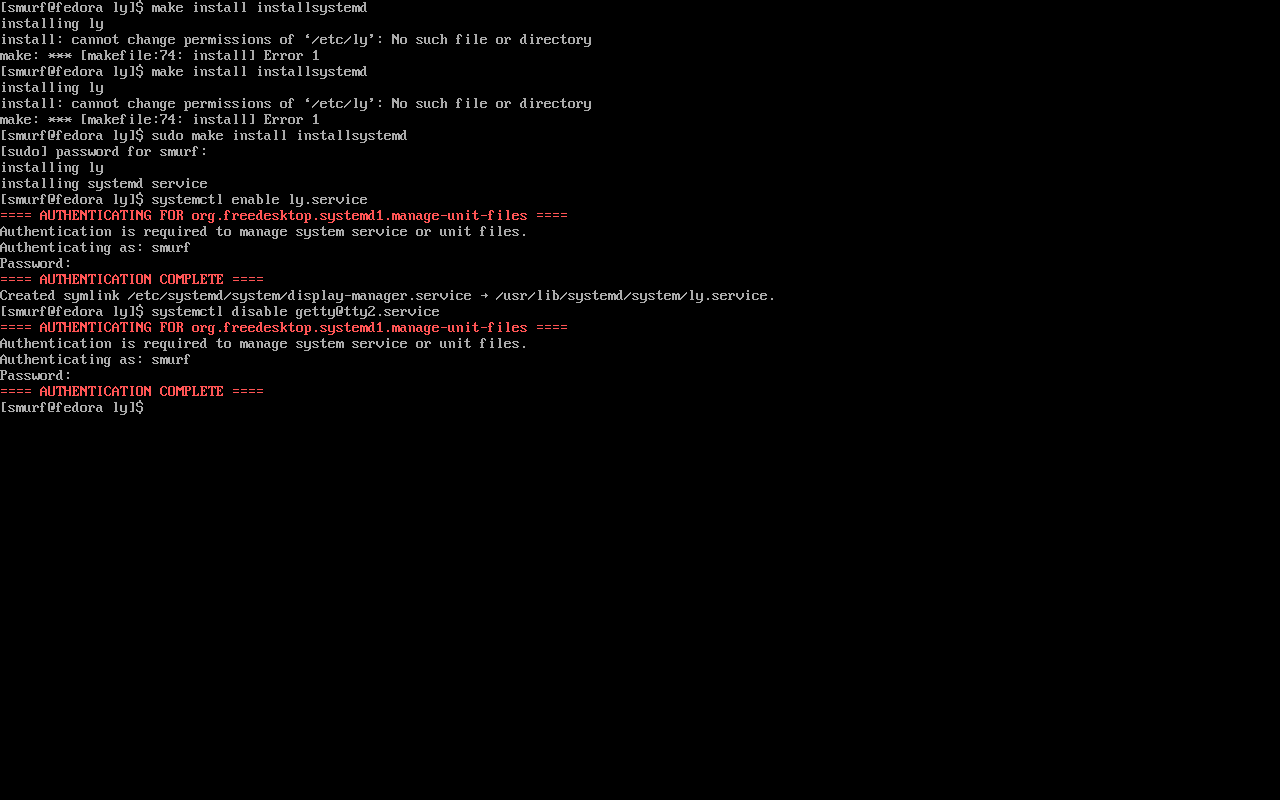 [smurf@fedora ly]$ make install installsystemd
installing ly
install: cannot change permissions of ‘/etc/ly’: No such file or directory
make: *** [makefile:74: install] Error 1
[smurf@fedora ly]$ make install installsystemd
installing ly
install: cannot change permissions of ‘/etc/ly’: No such file or directory
make: *** [makefile:74: install] Error 1
[smurf@fedora ly]$ sudo make install installsystemd
[sudo] password for smurf:
installing ly
installing systemd service
[smurf@fedora ly]$ systemctl enable ly.service
==== AUTHENTICATING FOR org.freedesktop.systemd1.manage-unit-files ====
Authentication is required to manage system service or unit files.
Authenticating as: smurf
Password:
==== AUTHENTICATION COMPLETE ====
Created symlink /etc/systemd/system/display-manager.service → /usr/lib/systemd/system/ly.service.
[smurf@fedora ly]$ systemctl disable getty@tty2.service
==== AUTHENTICATING FOR org.freedesktop.systemd1.manage-unit-files ====
Authentication is required to manage system service or unit files.
Authenticating as: smurf
Password:
==== AUTHENTICATION COMPLETE ====
[smurf@fedora ly]$